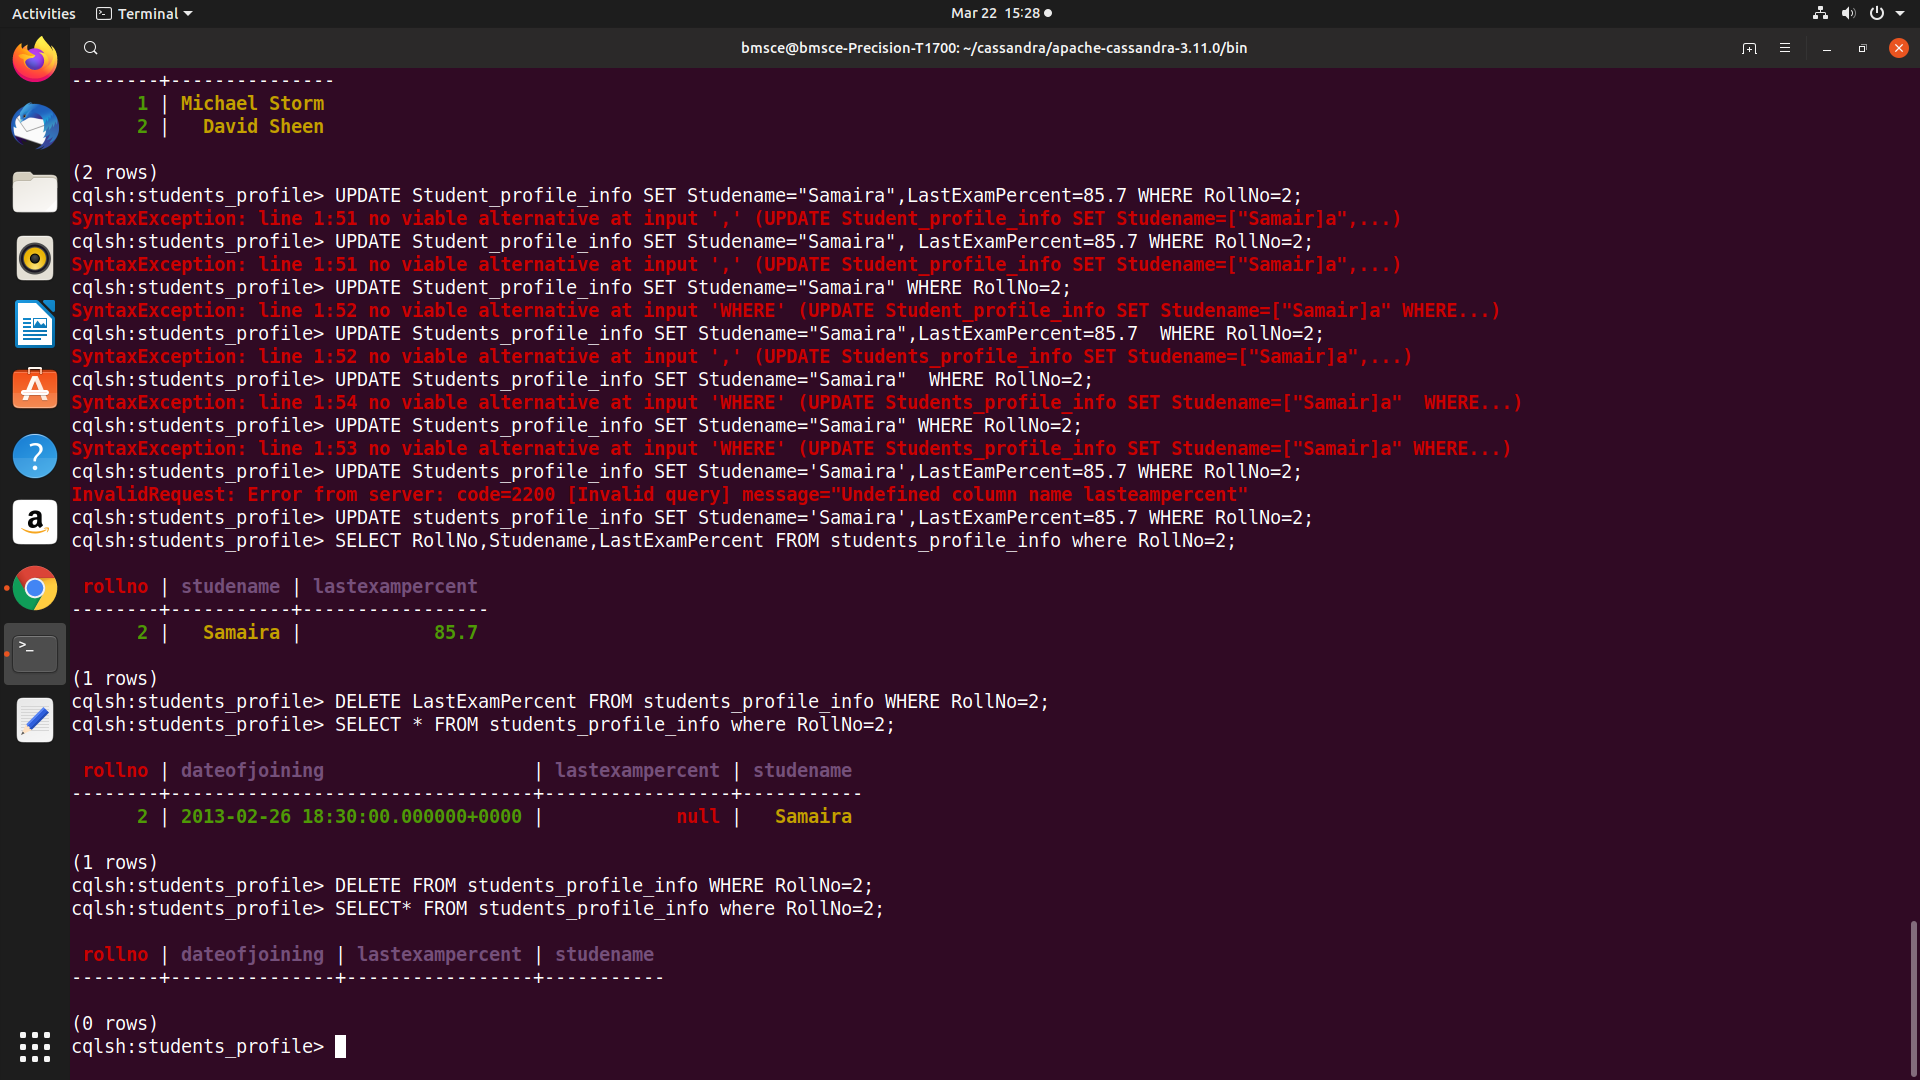 Activities
Terminal
Mar 22 15:28
bmsce@bmsce-Precision-T1700: ~/cassandra/apache-cassandra-3.11.0/bin
--------+---------------
1 | Michael Storm
2 | David Sheen
(2 rows)
cqlsh:students_profile> UPDATE Student_profile_info SET Studename="Samaira",LastExamPercent=85.7 WHERE RollNo=2;
SyntaxException: line 1:51 no viable alternative at input ',' (UPDATE Student_profile_info SET Studename=["Samair]a",...)
cqlsh:students_profile> UPDATE Student_profile_info SET Studename="Samaira", LastExamPercent=85.7 WHERE RollNo=2;
SyntaxException: line 1:51 no viable alternative at input ',' (UPDATE Student_profile_info SET Studename=["Samair]a",...)
cqlsh:students_profile> UPDATE Student_profile_info SET Studename="Samaira" WHERE RollNo=2;
SyntaxException: line 1:52 no viable alternative at input 'WHERE' (UPDATE Student_profile_info SET Studename=["Samair]a" WHERE...)
cqlsh:students_profile> UPDATE Students_profile_info SET Studename="Samaira",LastExamPercent=85.7  WHERE RollNo=2;
SyntaxException: line 1:52 no viable alternative at input ',' (UPDATE Students_profile_info SET Studename=["Samair]a",...)
cqlsh:students_profile> UPDATE Students_profile_info SET Studename="Samaira"  WHERE RollNo=2;
SyntaxException: line 1:54 no viable alternative at input 'WHERE' (UPDATE Students_profile_info SET Studename=["Samair]a"  WHERE...)
cqlsh:students_profile> UPDATE Students_profile_info SET Studename="Samaira" WHERE RollNo=2;
SyntaxException: line 1:53 no viable alternative at input 'WHERE' (UPDATE Students_profile_info SET Studename=["Samair]a" WHERE...)
cqlsh:students_profile> UPDATE Students_profile_info SET Studename='Samaira',LastEamPercent=85.7 WHERE RollNo=2;
InvalidRequest: Error from server: code=2200 [Invalid query] message="Undefined column name lasteampercent"
cqlsh:students_profile> UPDATE students_profile_info SET Studename='Samaira',LastExamPercent=85.7 WHERE RollNo=2;
cqlsh:students_profile> SELECT RollNo,Studename,LastExamPercent FROM students_profile_info where RollNo=2;
rollno | studename | lastexampercent
--------+-----------+-----------------
2 | Samaira | 85.7
(1 rows)
cqlsh:students_profile> DELETE LastExamPercent FROM students_profile_info WHERE RollNo=2;
cqlsh:students_profile> SELECT * FROM students_profile_info where RollNo=2;
rollno | dateofjoining | lastexampercent | studename
--------+---------------------------------+-----------------+-----------
2 | 2013-02-26 18:30:00.000000+0000 | null | Samaira
(1 rows)
cqlsh:students_profile> DELETE FROM students_profile_info WHERE RollNo=2;
cqlsh:students_profile> SELECT* FROM students_profile_info where RollNo=2;
rollno | dateofjoining | lastexampercent | studename
--------+---------------+-----------------+-----------
(0 rows)
cqlsh:students_profile>